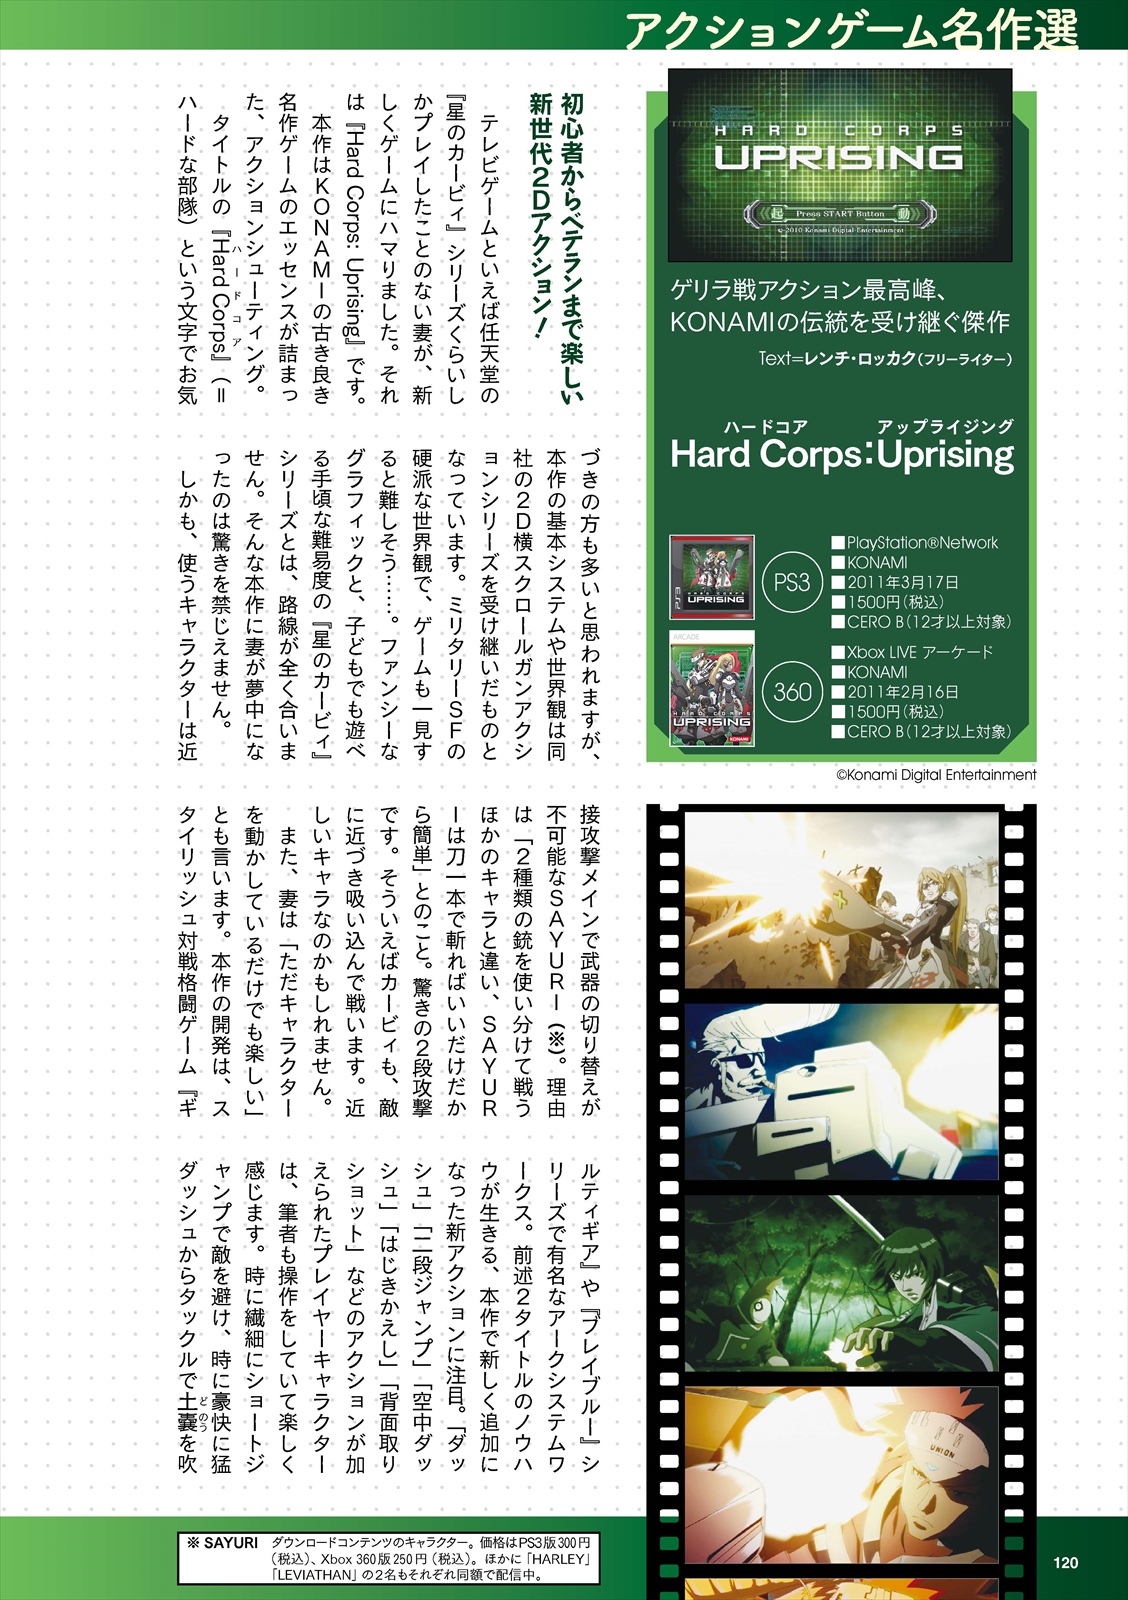 アクションゲーム名作選
HARD CORPS
UPRISING
起 Press START Button 動
©2010 Konami Digital Entertainment
ゲリラ戦アクション最高峰、
KONAMIの伝統を受け継ぐ傑作
Text=レンチ・ロッカク（フリーライター）
ハードコア アップライジング
Hard Corps：Uprising
PS3
HARD CORPS
UPRISING
PS3
■PlayStation®Network
■KONAMI
■2011年3月17日
■1500円（税込）
■CERO B（12才以上対象）
ARCADE
HARD CORPS
UPRISING
KONAMI
360
■Xbox LIVE アーケード
■KONAMI
■2011年2月16日
■1500円（税込）
■CERO B（12才以上対象）
©Konami Digital Entertainment
初心者からベテランまで楽しい
新世代2Dアクション！
テレビゲームといえば任天堂の
『星のカービィ』シリーズくらいし
かプレイしたことのない妻が、新
しくゲームにハマりました。それ
は『Hard Corps: Uprising』です。
本作はKONAMIの古き良き
名作ゲームのエッセンスが詰まっ
た、アクションシューティング。
タイトルの『Hard Corps』（＝
ハードコア
ハードな部隊）という文字でお気
づきの方も多いと思われますが、
本作の基本システムや世界観は同
社の2D横スクロールガンアクシ
ョンシリーズを受け継いだものと
なっています。ミリタリーSFの
硬派な世界観で、ゲームも一見す
ると難しそう……。ファンシーな
グラフィックと、子どもでも遊べ
る手頃な難易度の『星のカービィ』
シリーズとは、路線が全く合いま
せん。そんな本作に妻が夢中にな
ったのは驚きを禁じえません。
しかも、使うキャラクターは近
接攻撃メインで武器の切り替えが
不可能なSAYURI（※）。理由
は「2種類の銃を使い分けて戦う
ほかのキャラと違い、SAYUR
Iは刀一本で斬ればいいだけだか
ら簡単」とのこと。驚きの2段攻撃
です。そういえばカービィも、敵
に近づき吸い込んで戦います。近
しいキャラなのかもしれません。
また、妻は「ただキャラクター
を動かしているだけでも楽しい」
とも言います。本作の開発は、ス
タイリッシュ対戦格闘ゲーム『ギ
ルティギア』や『ブレイブルー』シ
リーズで有名なアークシステムワ
ークス。前述2タイトルのノウハ
ウが生きる、本作で新しく追加に
なった新アクションに注目。「ダッ
シュ」「二段ジャンプ」「空中ダッ
シュ」「はじきかえし」「背面取り
ショット」などのアクションが加
えられたプレイヤーキャラクター
は、筆者も操作をしていて楽しく
感じます。時に繊細にショートジ
ャンプで敵を避け、時に豪快に猛
ダッシュからタックルで土嚢を吹
どのう
UNION
※ SAYURI ダウンロードコンテンツのキャラクター。価格はPS3版300円
（税込）、Xbox 360版250円（税込）。ほかに「HARLEY」
「LEVIATHAN」の2名もそれぞれ同額で配信中。
120